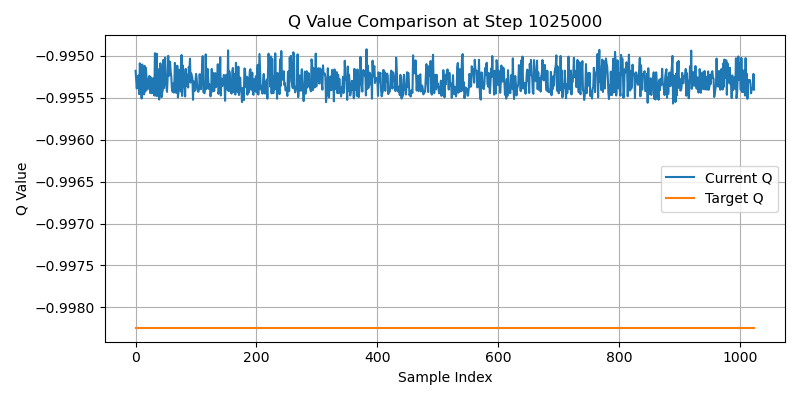 Q Value Comparison at Step 1025000
Q Value
−0.9950
−0.9955
−0.9960
−0.9965
−0.9970
−0.9975
−0.9980
Current Q
Target Q
0 200 400 600 800 1000
Sample Index